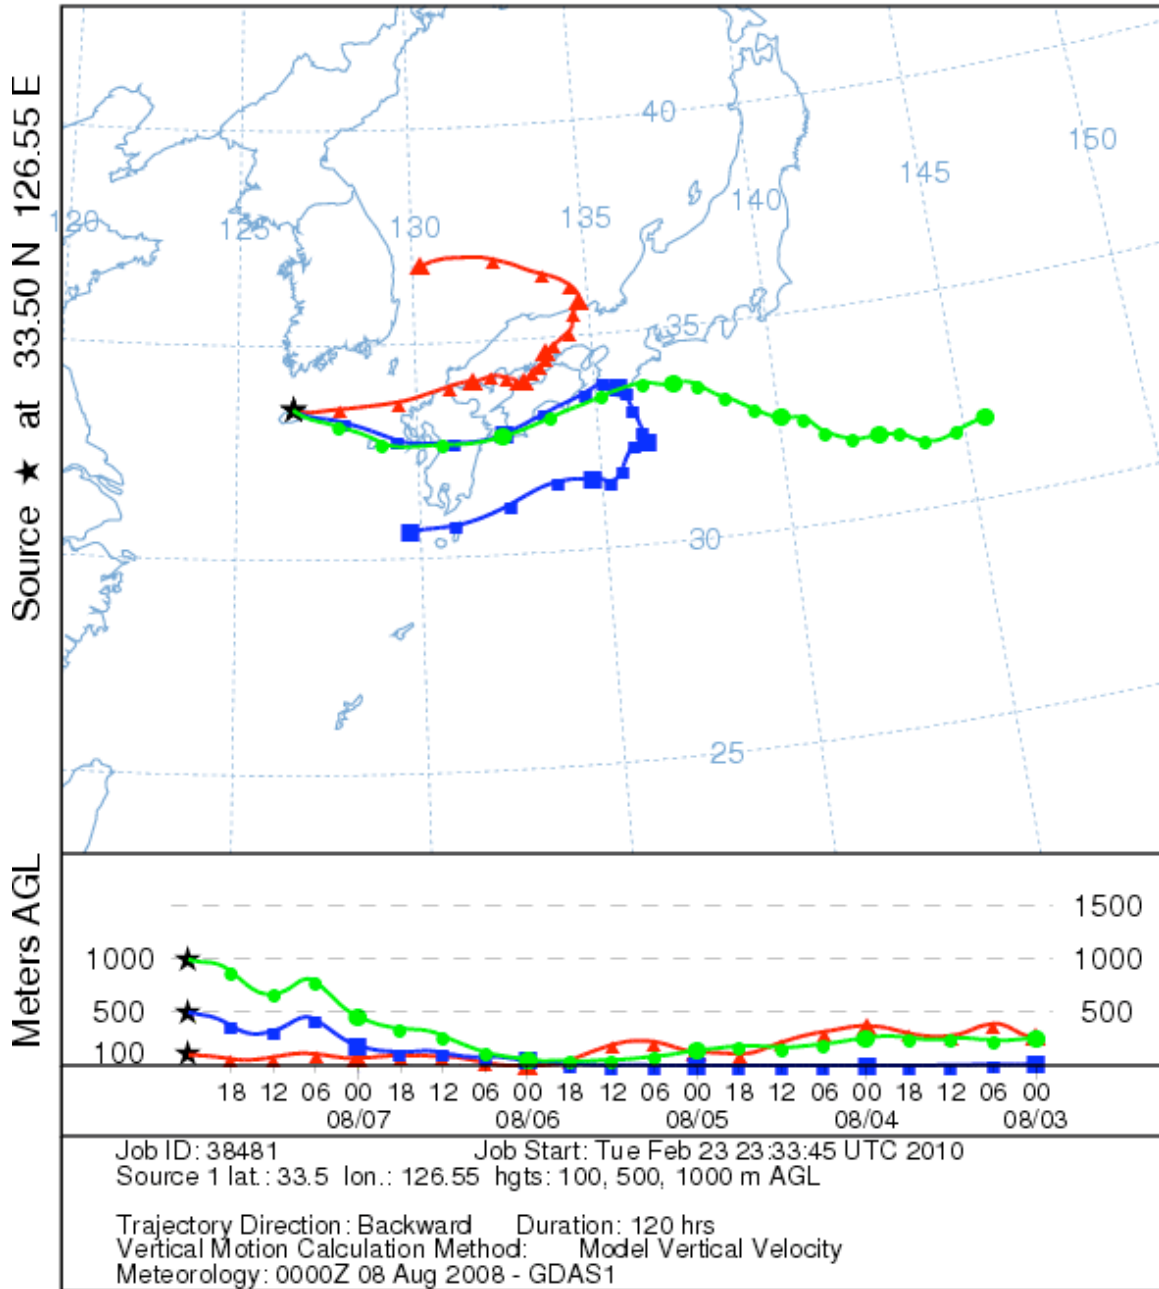 Source ★ at 33.50 N 126.55 E
40
150
145
140
135
130
125
120
35
30
25
Meters AGL
1500
1000
1000
500
500
100
18 12 06 00 18 12 06 00 18 12 06 00 18 12 06 00 18 12 06 00
08/07 08/06 08/05 08/04 08/03
Job ID: 38481 Job Start: Tue Feb 23 23:33:45 UTC 2010
Source 1 lat.: 33.5 lon.: 126.55 hgts: 100, 500, 1000 m AGL
Trajectory Direction: Backward Duration: 120 hrs
Vertical Motion Calculation Method: Model Vertical Velocity
Meteorology: 0000Z 08 Aug 2008 - GDAS1